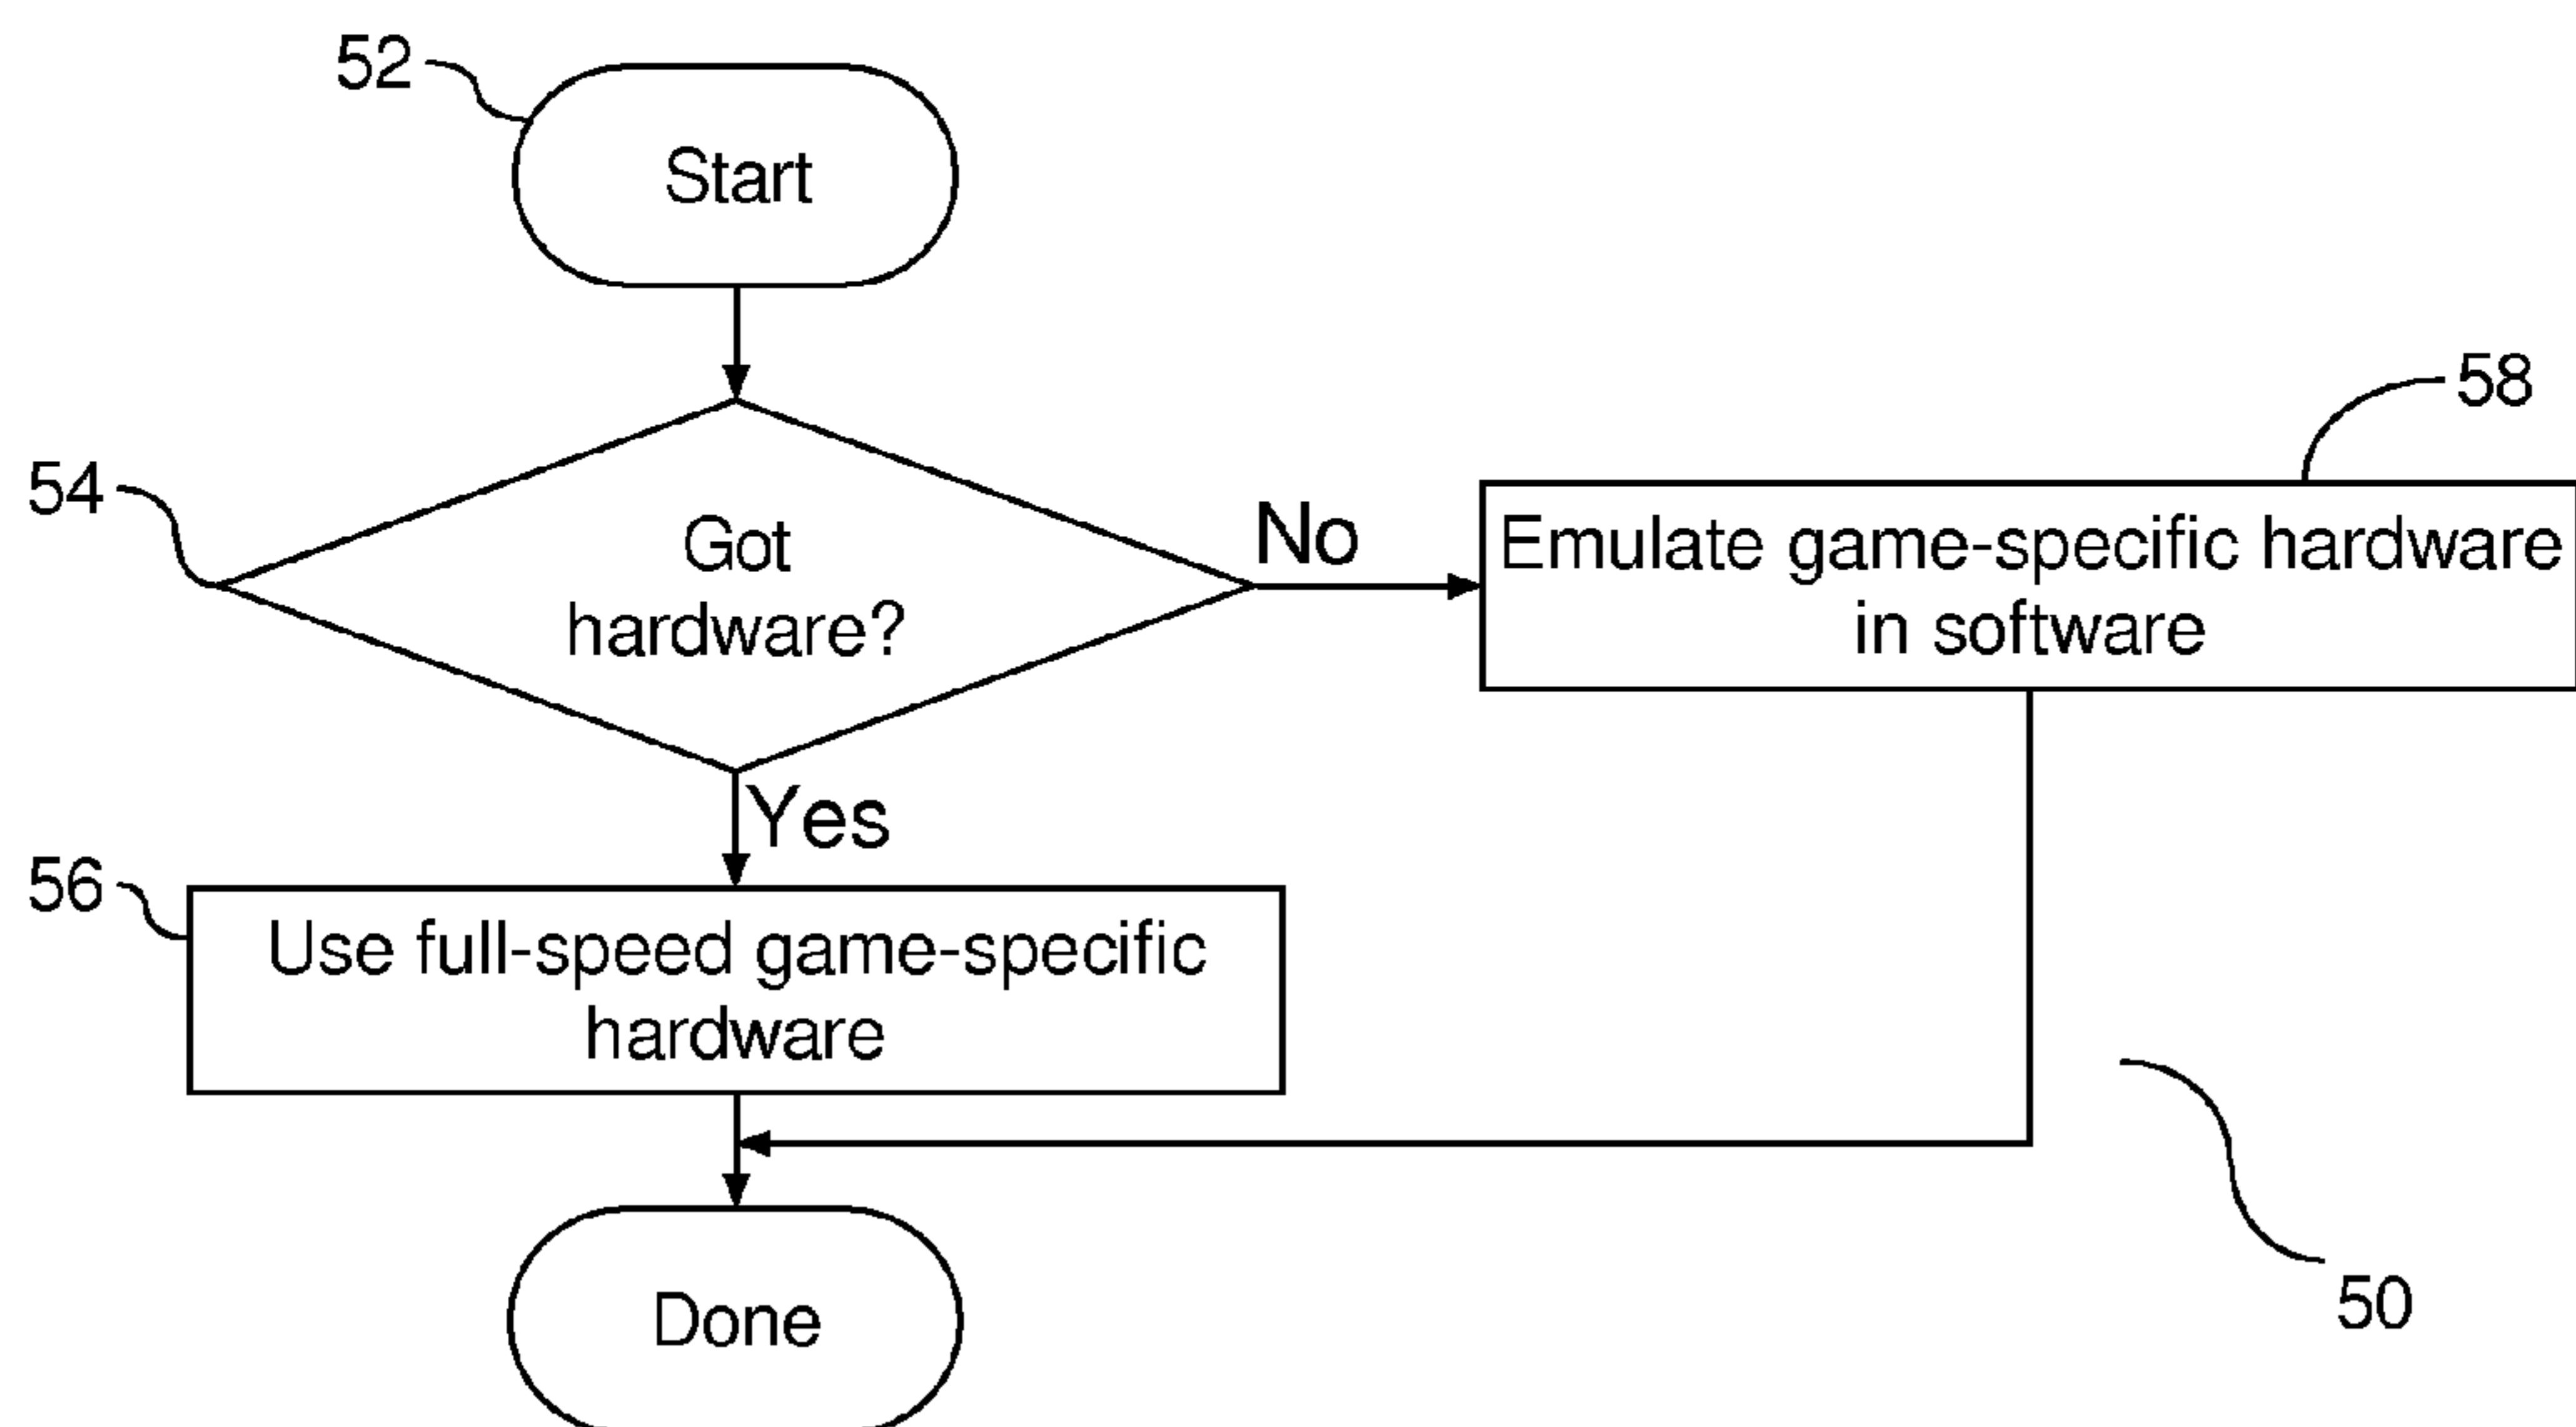 52
Start
54
Got
hardware?
No
58
Emulate game-specific hardware
in software
Yes
56
Use full-speed game-specific
hardware
Done
50